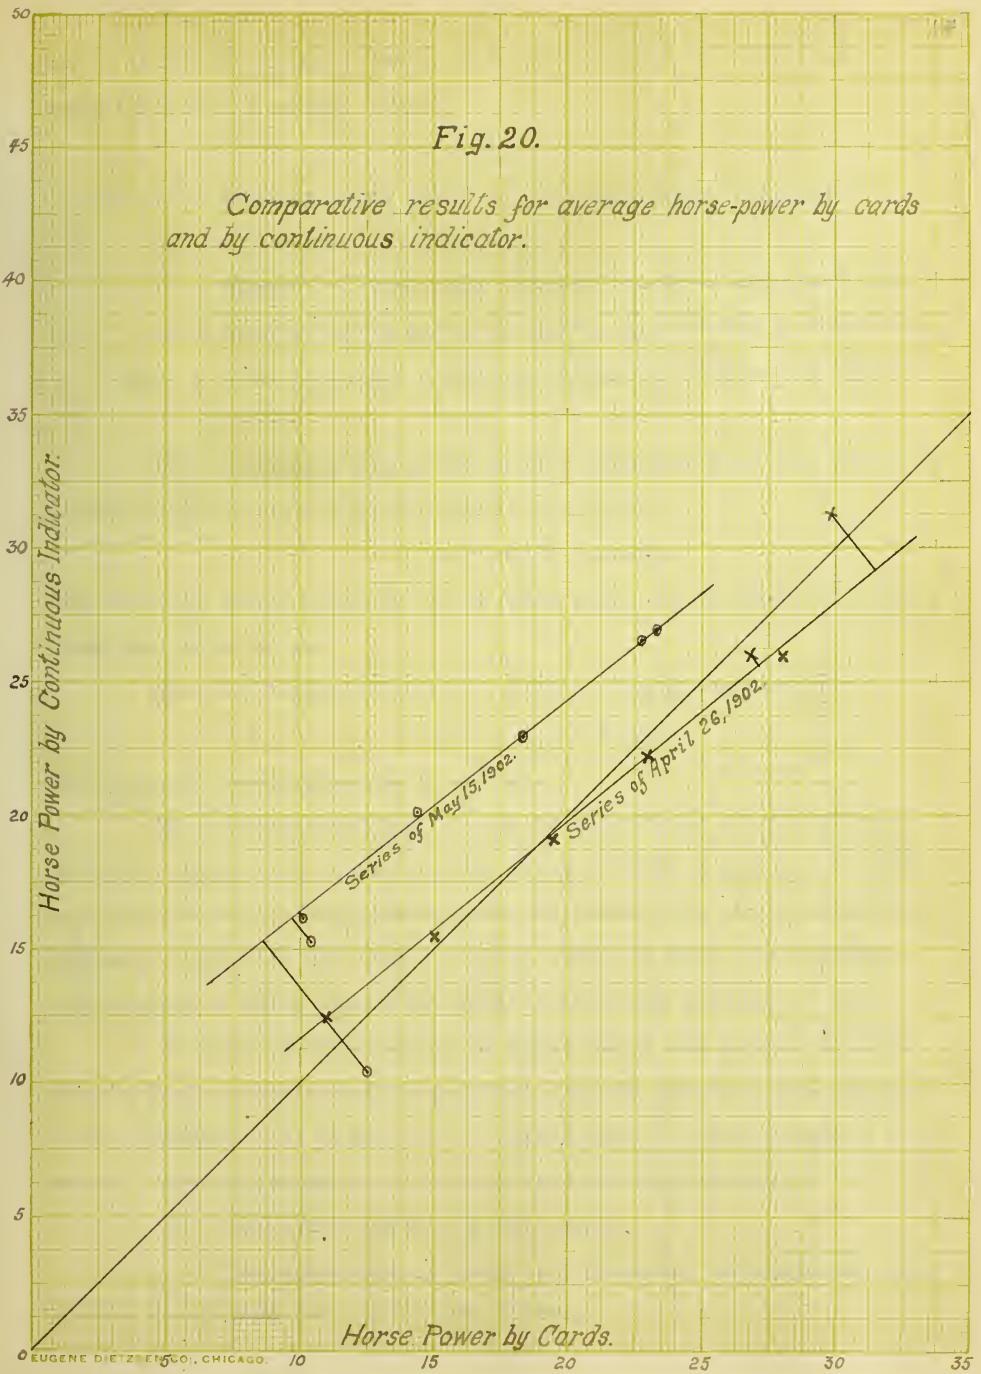 50
Fig. 20.
45
Comparative results for average horse-power by cards
and by continuous indicator.
40
35
30
25
20
15
10
5
0
Horse Power by Continuous Indicator.
Series of May 15, 1902.
Series of April 26, 1902.
Horse Power by Cards.
EUGENE DIETZGEN CO., CHICAGO.
5
10
15
20
25
30
35